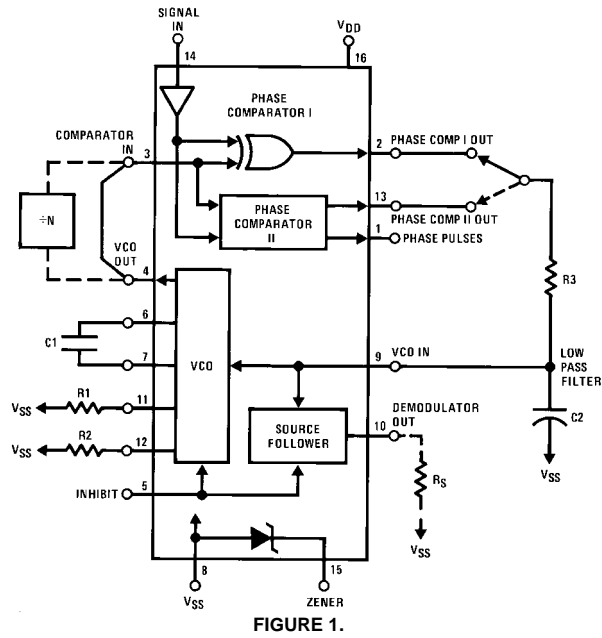 SIGNAL
IN
14
VDD
16
PHASE
COMPARATOR I
COMPARATOR
IN
3
2
PHASE COMP I OUT
÷N
PHASE
COMPARATOR
II
13
PHASE COMP II OUT
1
PHASE PULSES
VCO
OUT
4
R3
6
C1
7
VCO
9
VCO IN
LOW
PASS
FILTER
C2
VSS
VSS
R1
11
VSS
R2
12
SOURCE
FOLLOWER
DEMODULATOR
OUT
10
RS
VSS
INHIBIT
5
8
VSS
15
ZENER
FIGURE 1.